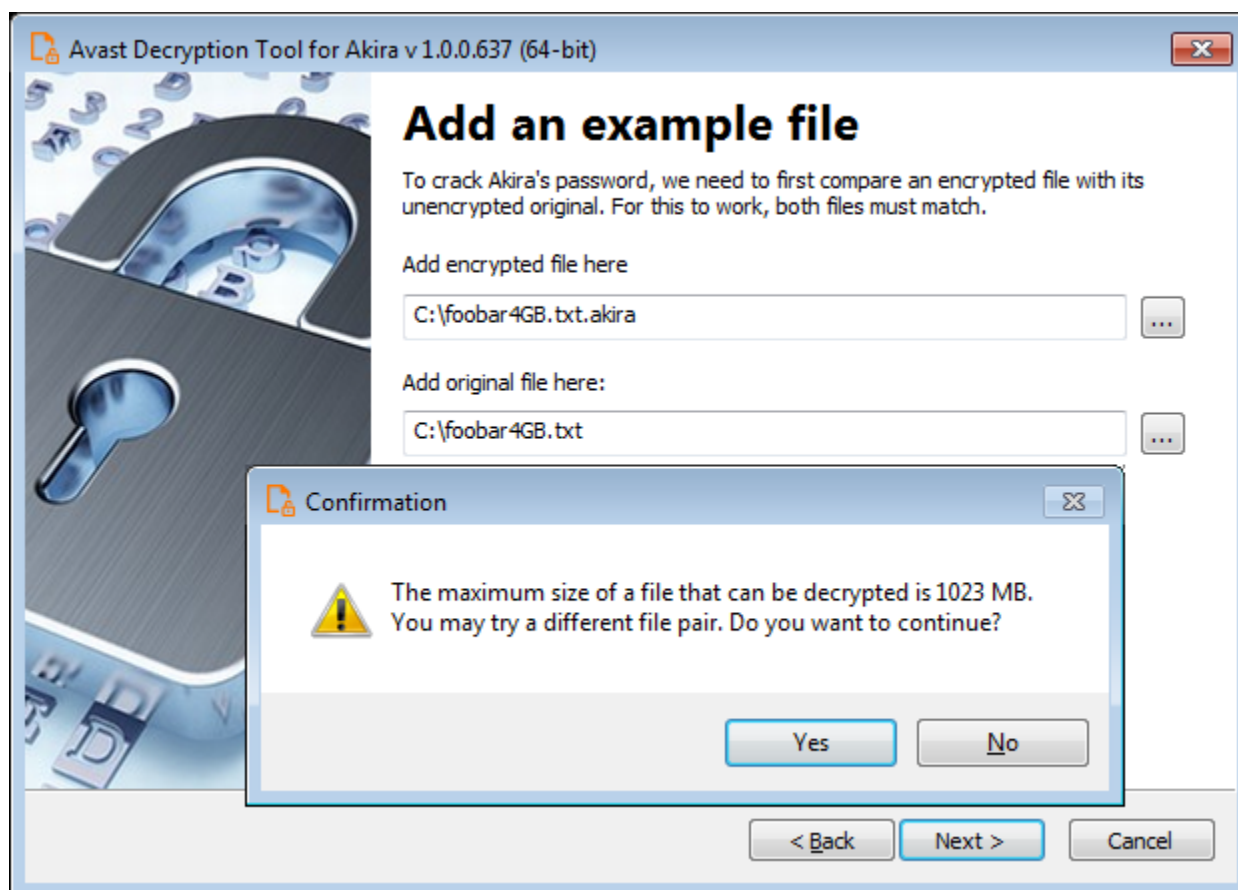 Avast Decryption Tool for Akira v 1.0.0.637 (64-bit)
Add an example file
To crack Akira's password, we need to first compare an encrypted file with its
unencrypted original. For this to work, both files must match.
Add encrypted file here
C:\foobar4GB.txt.akira
...
Add original file here:
C:\foobar4GB.txt
...
Confirmation
The maximum size of a file that can be decrypted is 1023 MB.
You may try a different file pair. Do you want to continue?
Yes
No
< Back
Next >
Cancel